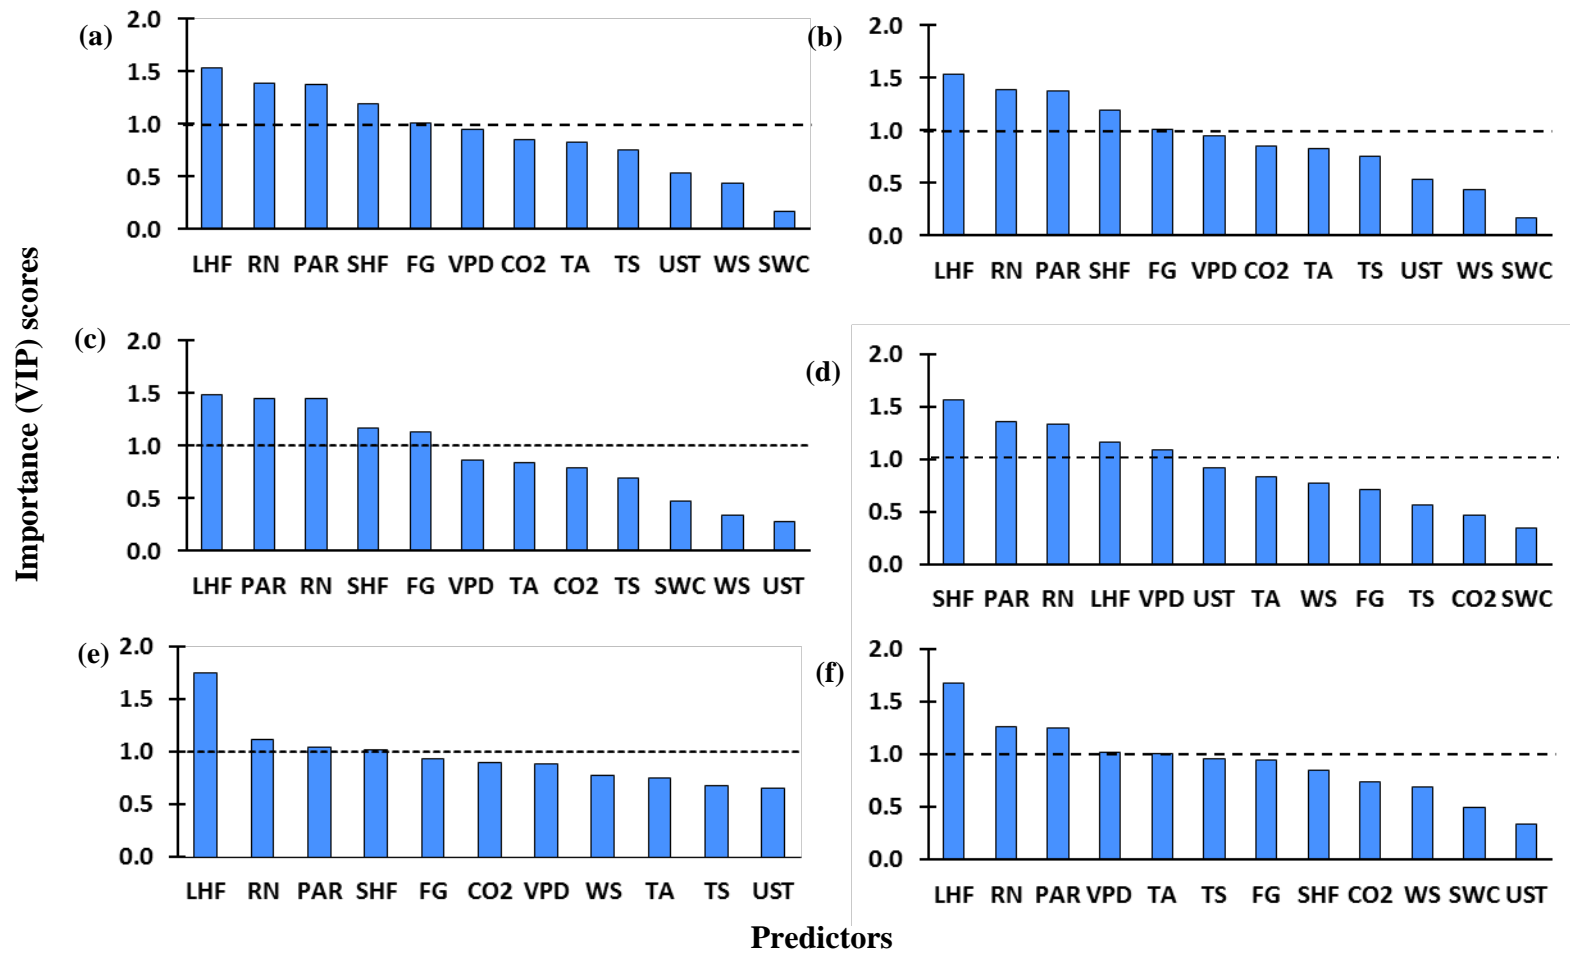 Importance (VIP) scores
(a)
2.0
1.5
1.0
0.5
0.0
LHF RN PAR SHF FG VPD CO2 TA TS UST WS SWC
(b)
2.0
1.5
1.0
0.5
0.0
LHF RN PAR SHF FG VPD CO2 TA TS UST WS SWC
(c)
2.0
1.5
1.0
0.5
0.0
LHF PAR RN SHF FG VPD TA CO2 TS SWC WS UST
(d)
2.0
1.5
1.0
0.5
0.0
SHF PAR RN LHF VPD UST TA WS FG TS CO2 SWC
(e)
2.0
1.5
1.0
0.5
0.0
LHF RN PAR SHF FG CO2 VPD WS TA TS UST
(f)
2.0
1.5
1.0
0.5
0.0
LHF RN PAR VPD TA TS FG SHF CO2 WS SWC UST
Predictors